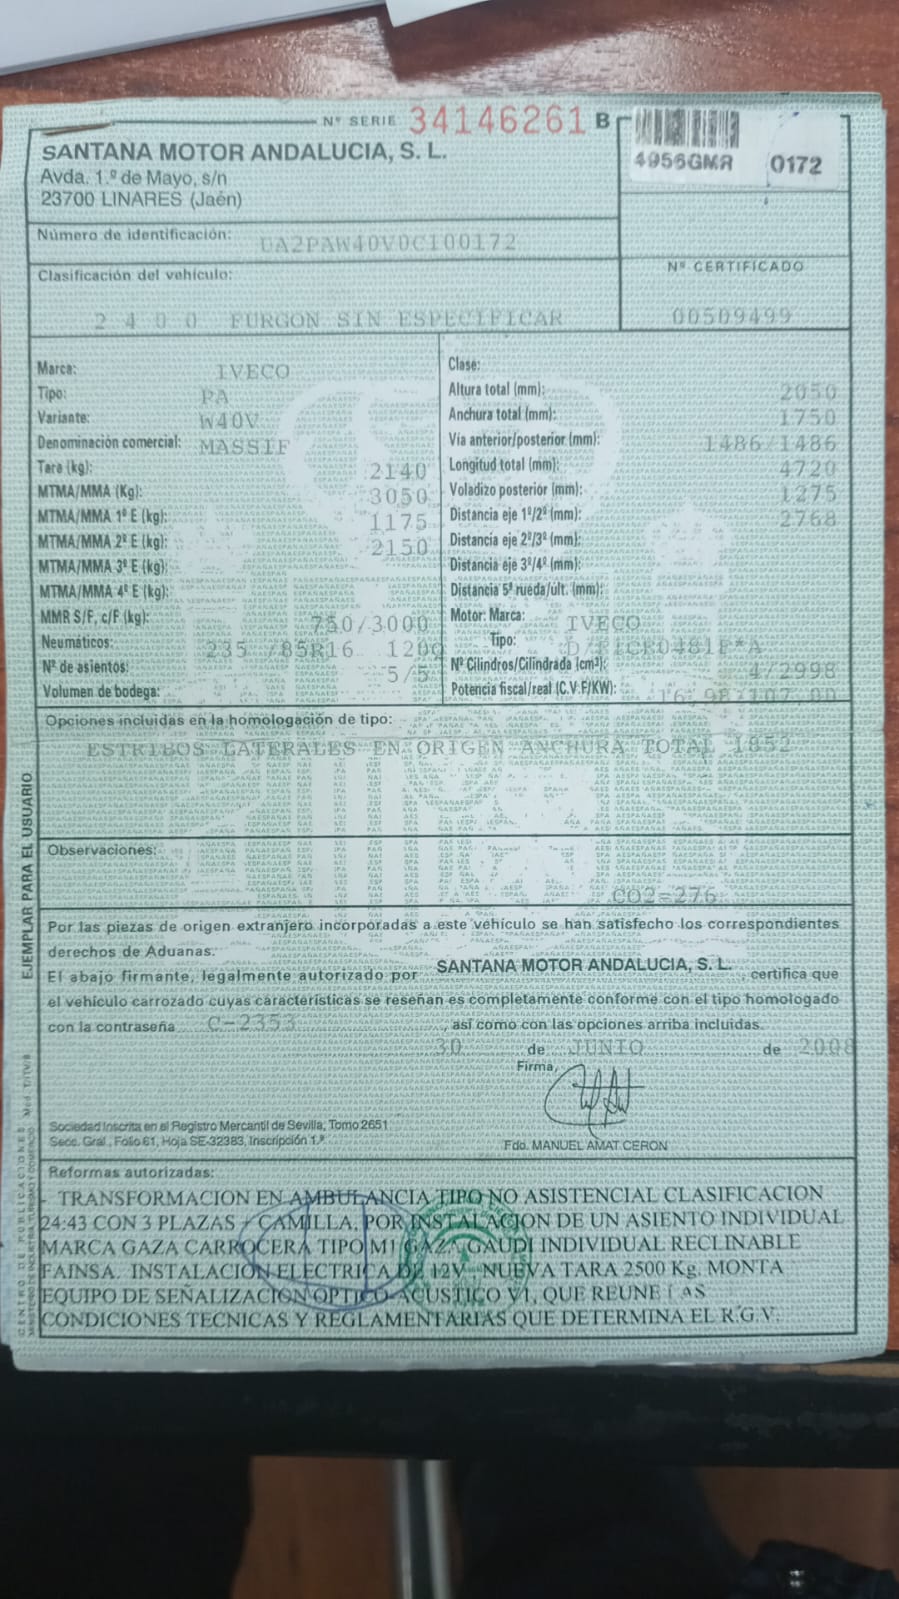 Nº SERIE 34146261 B
4956GMR 0172
SANTANA MOTOR ANDALUCIA, S. L.
Avda. 1.º de Mayo, s/n
23700 LINARES (Jaén)
Número de identificación: UA2PAW40V0C100172
Clasificación del vehículo:
2 4 0 0 FURGON SIN ESPECIFICAR
Nº CERTIFICADO
00509499
Marca: IVECO
Tipo: PA
Variante: W40V
Denominación comercial: MASSIF
Tara (kg): 2140
MTMA/MMA (Kg): 3050
MTMA/MMA 1º E (kg): 1175
MTMA/MMA 2º E (kg): 2150
MTMA/MMA 3º E (kg):
MTMA/MMA 4º E (kg):
MMR S/F, c/F (kg): 750/3000
Neumáticos: 235 /85R16 120Q
Nº de asientos: 5/5
Volumen de bodega:
Clase:
Altura total (mm): 2050
Anchura total (mm): 1750
Vía anterior/posterior (mm): 1486/1486
Longitud total (mm): 4720
Voladizo posterior (mm): 1275
Distancia eje 1º/2º (mm): 2768
Distancia eje 2º/3º (mm):
Distancia eje 3º/4º (mm):
Distancia 5ª rueda/últ. (mm):
Motor: Marca: IVECO
Tipo:
Nº Cilindros/Cilindrada (cm³): 4/2998
Potencia fiscal/real (C.V.F/KW): 16,98/107,00
Opciones incluidas en la homologación de tipo:
ESTRIBOS LATERALES EN ORIGEN ANCHURA TOTAL 1852
Observaciones:
CO2=276
Por las piezas de origen extranjero incorporadas a este vehículo se han satisfecho los correspondientes
derechos de Aduanas.
El abajo firmante, legalmente autorizado por SANTANA MOTOR ANDALUCIA, S. L. , certifica que
el vehículo carrozado cuyas características se reseñan es completamente conforme con el tipo homologado
con la contraseña C-2353 , así como con las opciones arriba incluidas.
30 de JUNIO de 2008
Firma,
Sociedad Inscrita en el Registro Mercantil de Sevilla, Tomo 2651
Secc. Gral., Folio 61, Hoja SE-32383, Inscripción 1.ª
Fdo. MANUEL AMAT CERON
Reformas autorizadas:
- TRANSFORMACION EN AMBULANCIA TIPO NO ASISTENCIAL CLASIFICACION
24:43 CON 3 PLAZAS + CAMILLA, POR INSTALACION DE UN ASIENTO INDIVIDUAL
MARCA GAZA CARROCERA TIPO M1 GAZA GAUDI INDIVIDUAL RECLINABLE
FAINSA. INSTALACION ELECTRICA DE 12V. NUEVA TARA 2500 Kg. MONTA
EQUIPO DE SEÑALIZACION OPTICO-ACUSTICO V1, QUE REUNE LAS
CONDICIONES TECNICAS Y REGLAMENTARIAS QUE DETERMINA EL R.G.V.
EJEMPLAR PARA EL USUARIO